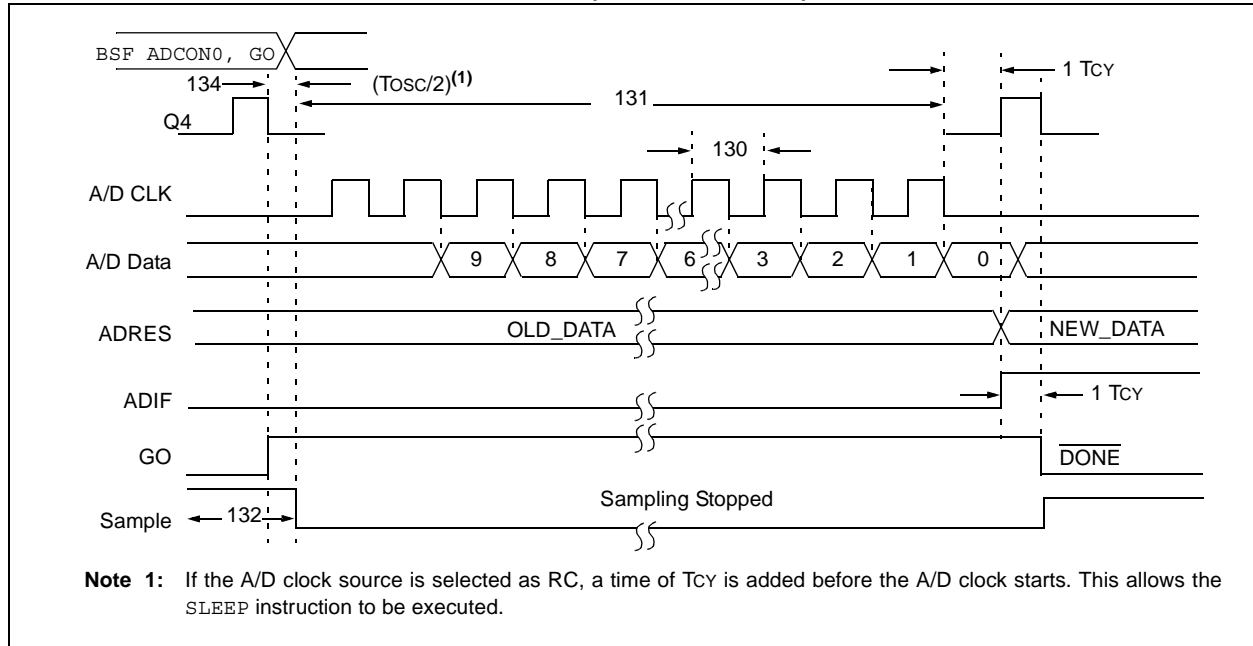 BSF ADCON0, GO
134 (TOSC/2)(1) 1 TCY
131
Q4
130
A/D CLK
A/D Data 9 8 7 6 3 2 1 0
ADRES OLD_DATA NEW_DATA
ADIF 1 TCY
GO DONE
Sampling Stopped
Sample 132
Note 1: If the A/D clock source is selected as RC, a time of TCY is added before the A/D clock starts. This allows the
SLEEP instruction to be executed.